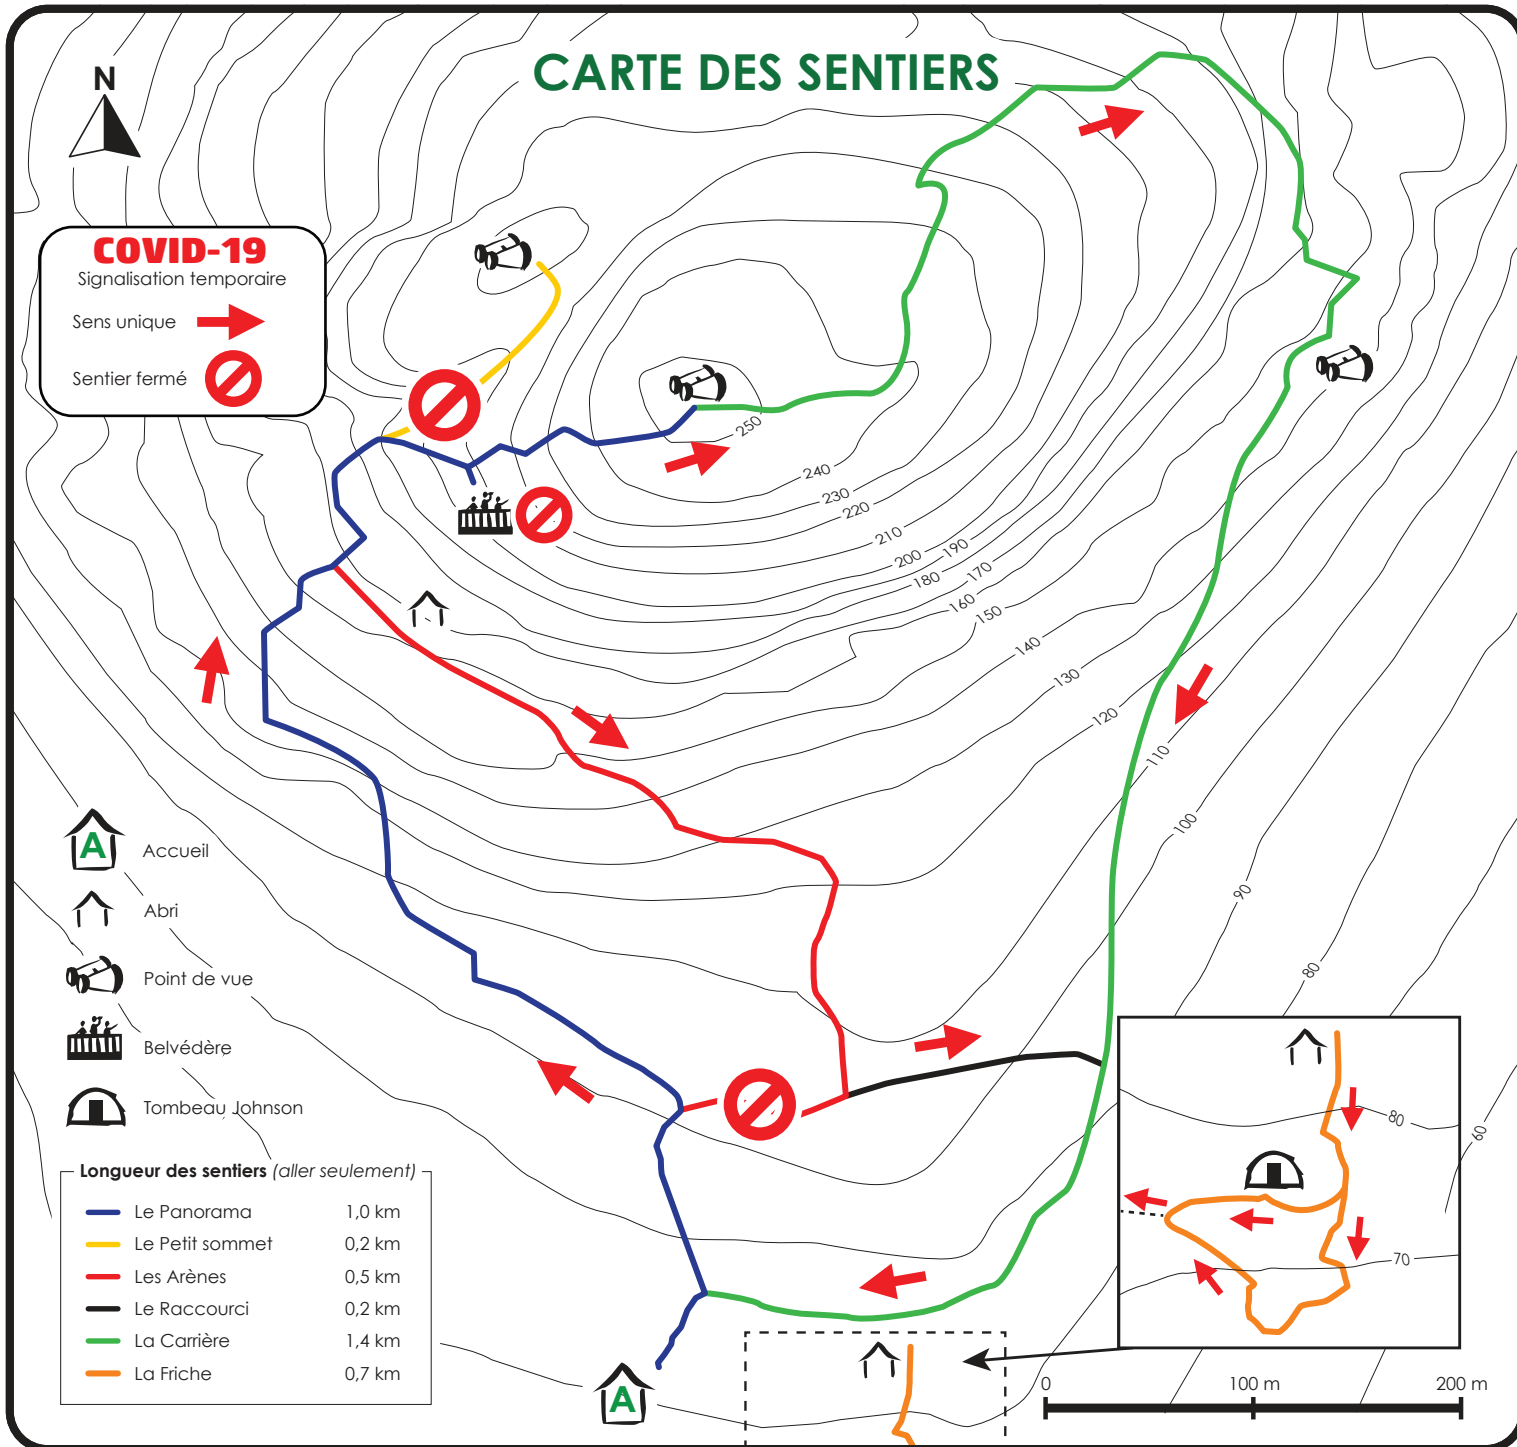 CARTE DES SENTIERS
N
COVID-19
Signalisation temporaire
Sens unique
Sentier fermé
250
240
230
220
210
200
190
180
170
160
150
140
130
120
110
100
90
80
60
A
Accueil
Abri
Point de vue
Belvédère
Tombeau Johnson
Longueur des sentiers (aller seulement)
Le Panorama 1,0 km
Le Petit sommet 0,2 km
Les Arènes 0,5 km
Le Raccourci 0,2 km
La Carrière 1,4 km
La Friche 0,7 km
A
80
70
0 100 m 200 m